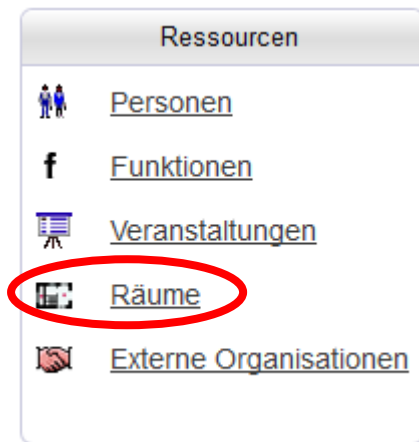 Ressourcen
Personen
f Funktionen
Veranstaltungen
Räume
Externe Organisationen